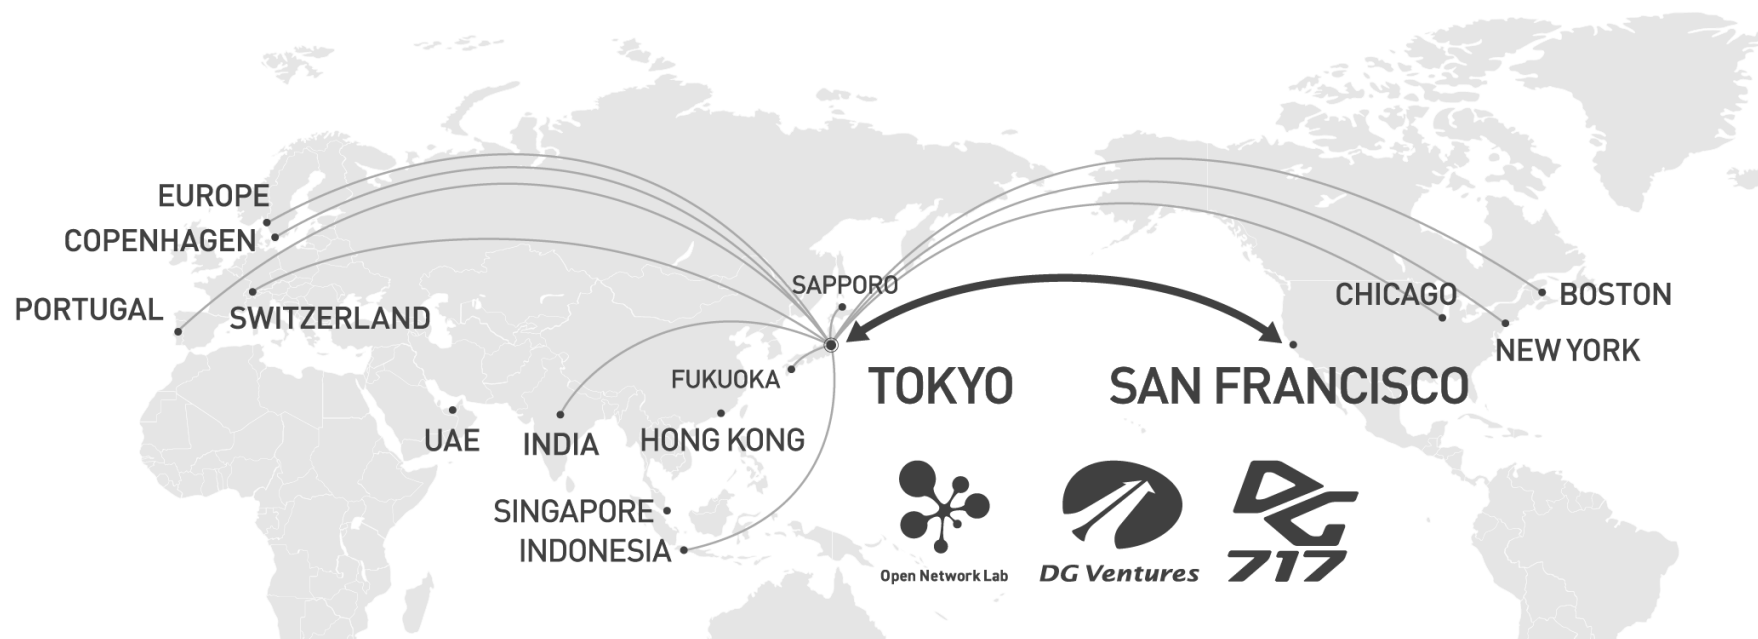 EUROPE
COPENHAGEN
PORTUGAL
SWITZERLAND
SAPPORO
CHICAGO
BOSTON
NEW YORK
FUKUOKA
TOKYO
SAN FRANCISCO
UAE
INDIA
HONG KONG
SINGAPORE
INDONESIA
Open Network Lab
DG Ventures
DG
717